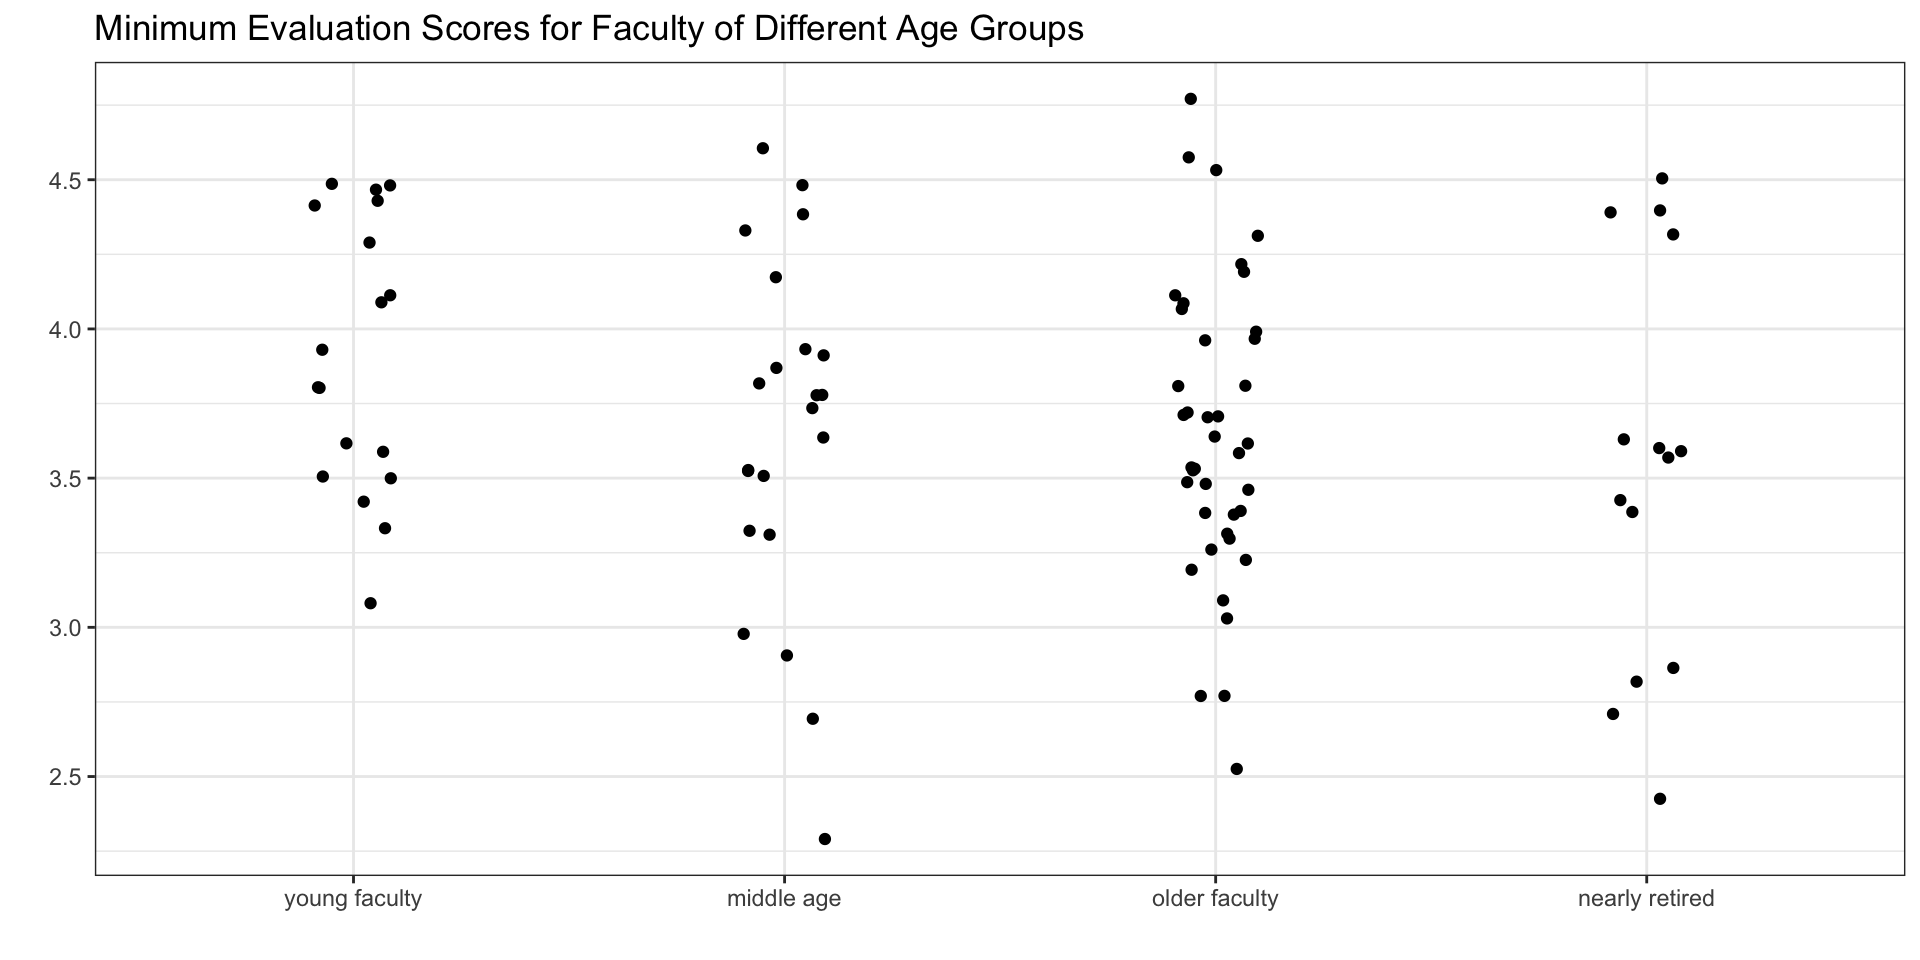 Minimum Evaluation Scores for Faculty of Different Age Groups
4.5
4.0
3.5
3.0
2.5
young faculty middle age older faculty nearly retired